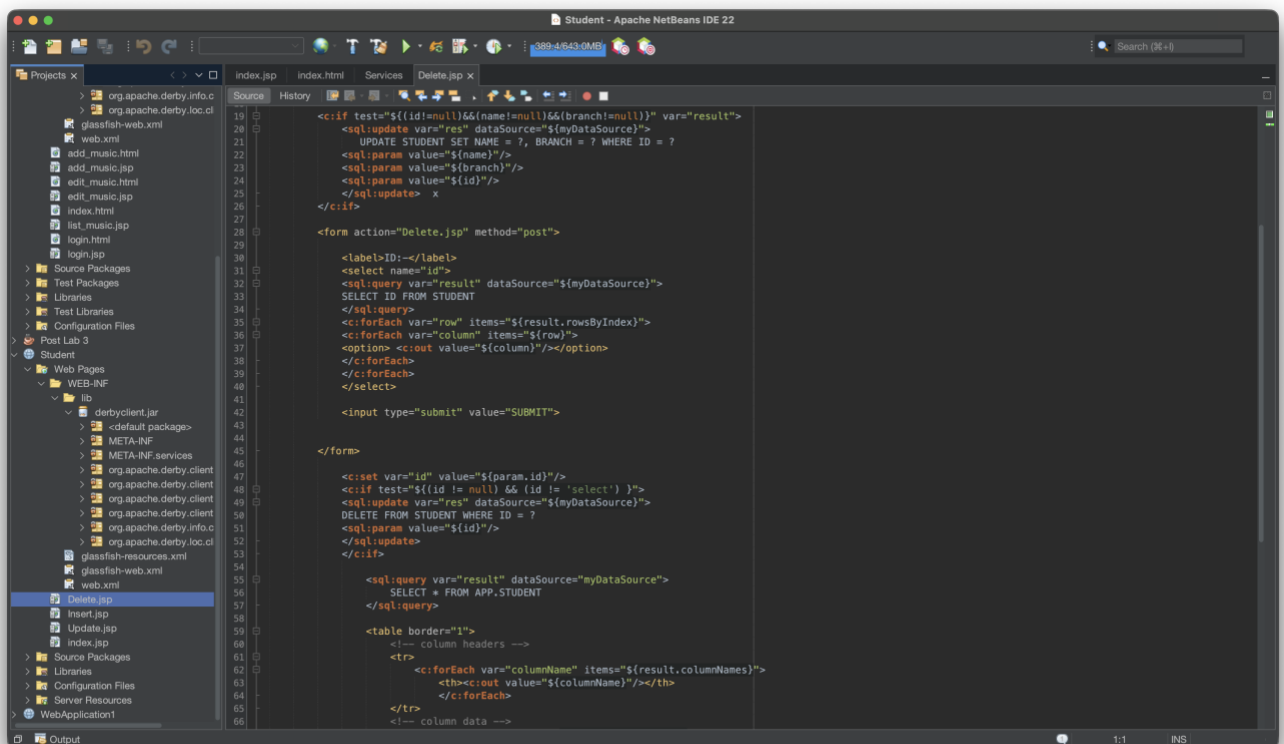 Student - Apache NetBeans IDE 22
389.4/643.0MB
Search (⌘+I)
Projects
index.jsp
index.html
Services
Delete.jsp
Source
History
org.apache.derby.info.c
org.apache.derby.loc.cl
glassfish-web.xml
web.xml
add_music.html
add_music.jsp
edit_music.html
edit_music.jsp
index.html
list_music.jsp
login.html
login.jsp
Source Packages
Test Packages
Libraries
Test Libraries
Configuration Files
Post Lab 3
Student
Web Pages
WEB-INF
lib
derbyclient.jar
<default package>
META-INF
META-INF.services
org.apache.derby.client
org.apache.derby.client
org.apache.derby.client
org.apache.derby.client
org.apache.derby.info.c
org.apache.derby.loc.cl
glassfish-resources.xml
glassfish-web.xml
web.xml
Delete.jsp
Insert.jsp
Update.jsp
index.jsp
Source Packages
Libraries
Configuration Files
Server Resources
WebApplication1
19 <c:if test="${(id!=null)&&(name!=null)&&(branch!=null)}" var="result">
20 <sql:update var="res" dataSource="${myDataSource}">
21 UPDATE STUDENT SET NAME = ?, BRANCH = ? WHERE ID = ?
22 <sql:param value="${name}"/>
23 <sql:param value="${branch}"/>
24 <sql:param value="${id}"/>
25 </sql:update> x
26 </c:if>
27
28 <form action="Delete.jsp" method="post">
29
30 <label>ID:-</label>
31 <select name="id">
32 <sql:query var="result" dataSource="${myDataSource}">
33 SELECT ID FROM STUDENT
34 </sql:query>
35 <c:forEach var="row" items="${result.rowsByIndex}">
36 <c:forEach var="column" items="${row}">
37 <option> <c:out value="${column}"/></option>
38 </c:forEach>
39 </c:forEach>
40 </select>
41
42 <input type="submit" value="SUBMIT">
43
44
45 </form>
46
47 <c:set var="id" value="${param.id}"/>
48 <c:if test="${(id != null) && (id != 'select') }">
49 <sql:update var="res" dataSource="${myDataSource}">
50 DELETE FROM STUDENT WHERE ID = ?
51 <sql:param value="${id}"/>
52 </sql:update>
53 </c:if>
54
55 <sql:query var="result" dataSource="myDataSource">
56 SELECT * FROM APP.STUDENT
57 </sql:query>
58
59 <table border="1">
60 <!-- column headers -->
61 <tr>
62 <c:forEach var="columnName" items="${result.columnNames}">
63 <th><c:out value="${columnName}"/></th>
64 </c:forEach>
65 </tr>
66 <!-- column data -->
Output
1:1
INS